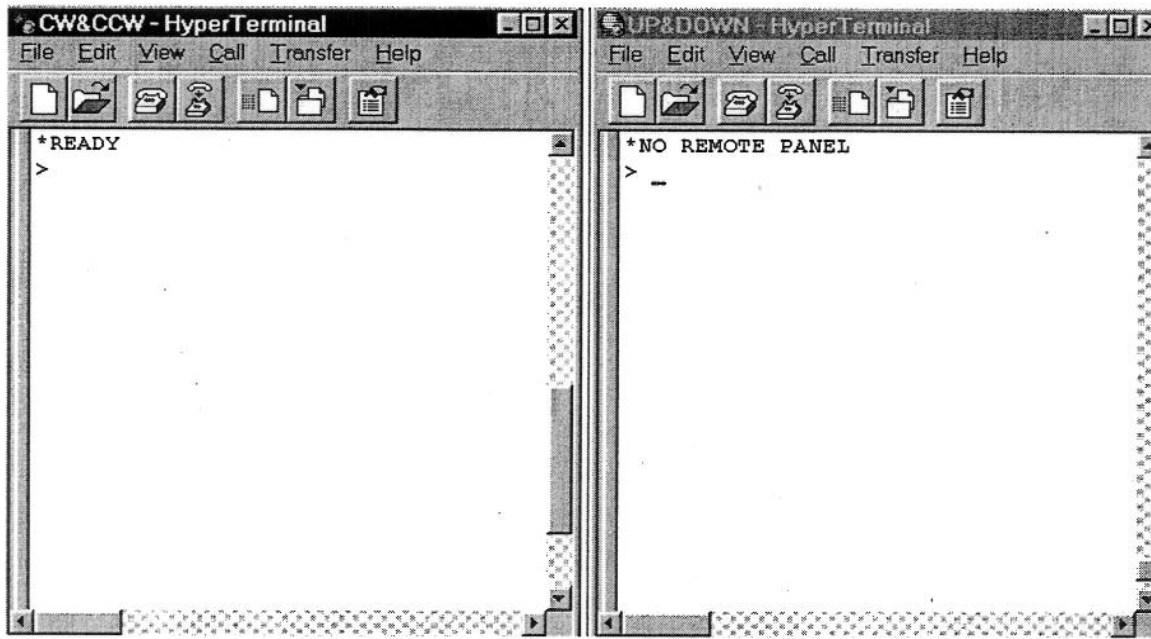 CW&CCW - HyperTerminal
File Edit View Call Transfer Help
*READY
>
UP&DOWN - HyperTerminal
File Edit View Call Transfer Help
*NO REMOTE PANEL
> _